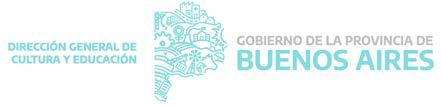 DIRECCIÓN GENERAL DE
CULTURA Y EDUCACIÓN
GOBIERNO DE LA PROVINCIA DE
BUENOS AIRES